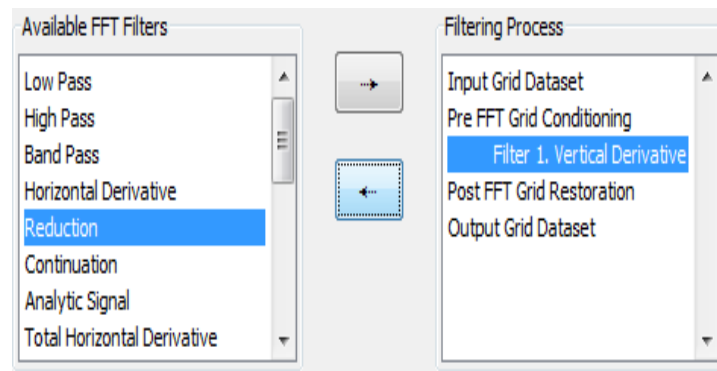 Available FFT Filters
Low Pass
High Pass
Band Pass
Horizontal Derivative
Reduction
Continuation
Analytic Signal
Total Horizontal Derivative
Filtering Process
Input Grid Dataset
Pre FFT Grid Conditioning
Filter 1. Vertical Derivative
Post FFT Grid Restoration
Output Grid Dataset